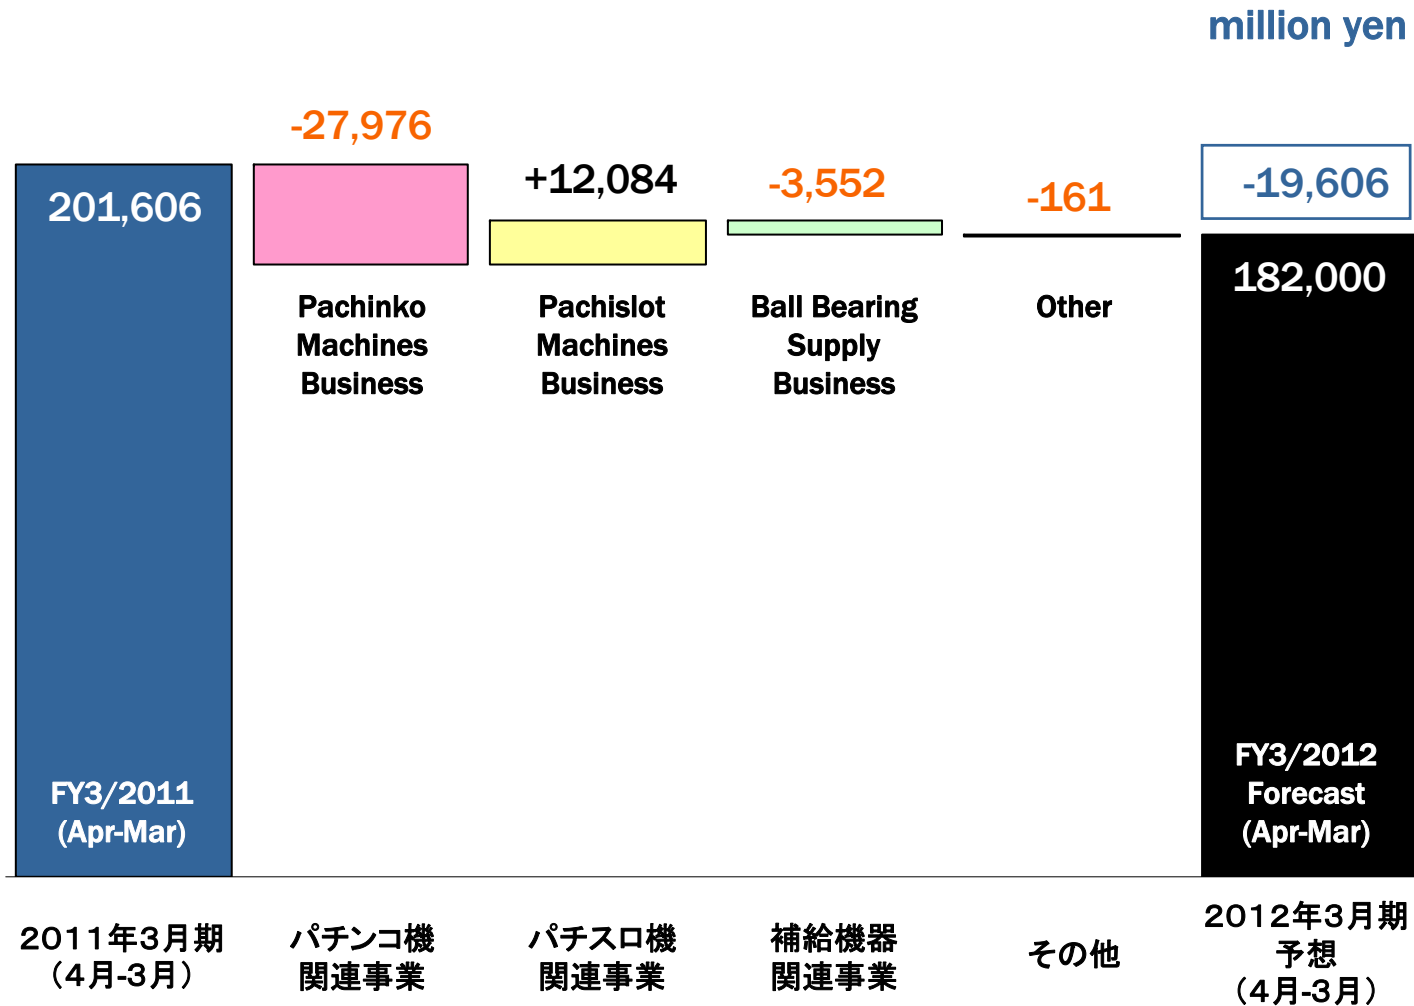 million yen
-27,976
+12,084
-3,552
-161
-19,606
201,606
182,000
Pachinko
Machines
Business
Pachislot
Machines
Business
Ball Bearing
Supply
Business
Other
FY3/2011
(Apr-Mar)
FY3/2012
Forecast
(Apr-Mar)
2011年3月期
（4月-3月）
パチンコ機
関連事業
パチスロ機
関連事業
補給機器
関連事業
その他
2012年3月期
予想
（4月-3月）